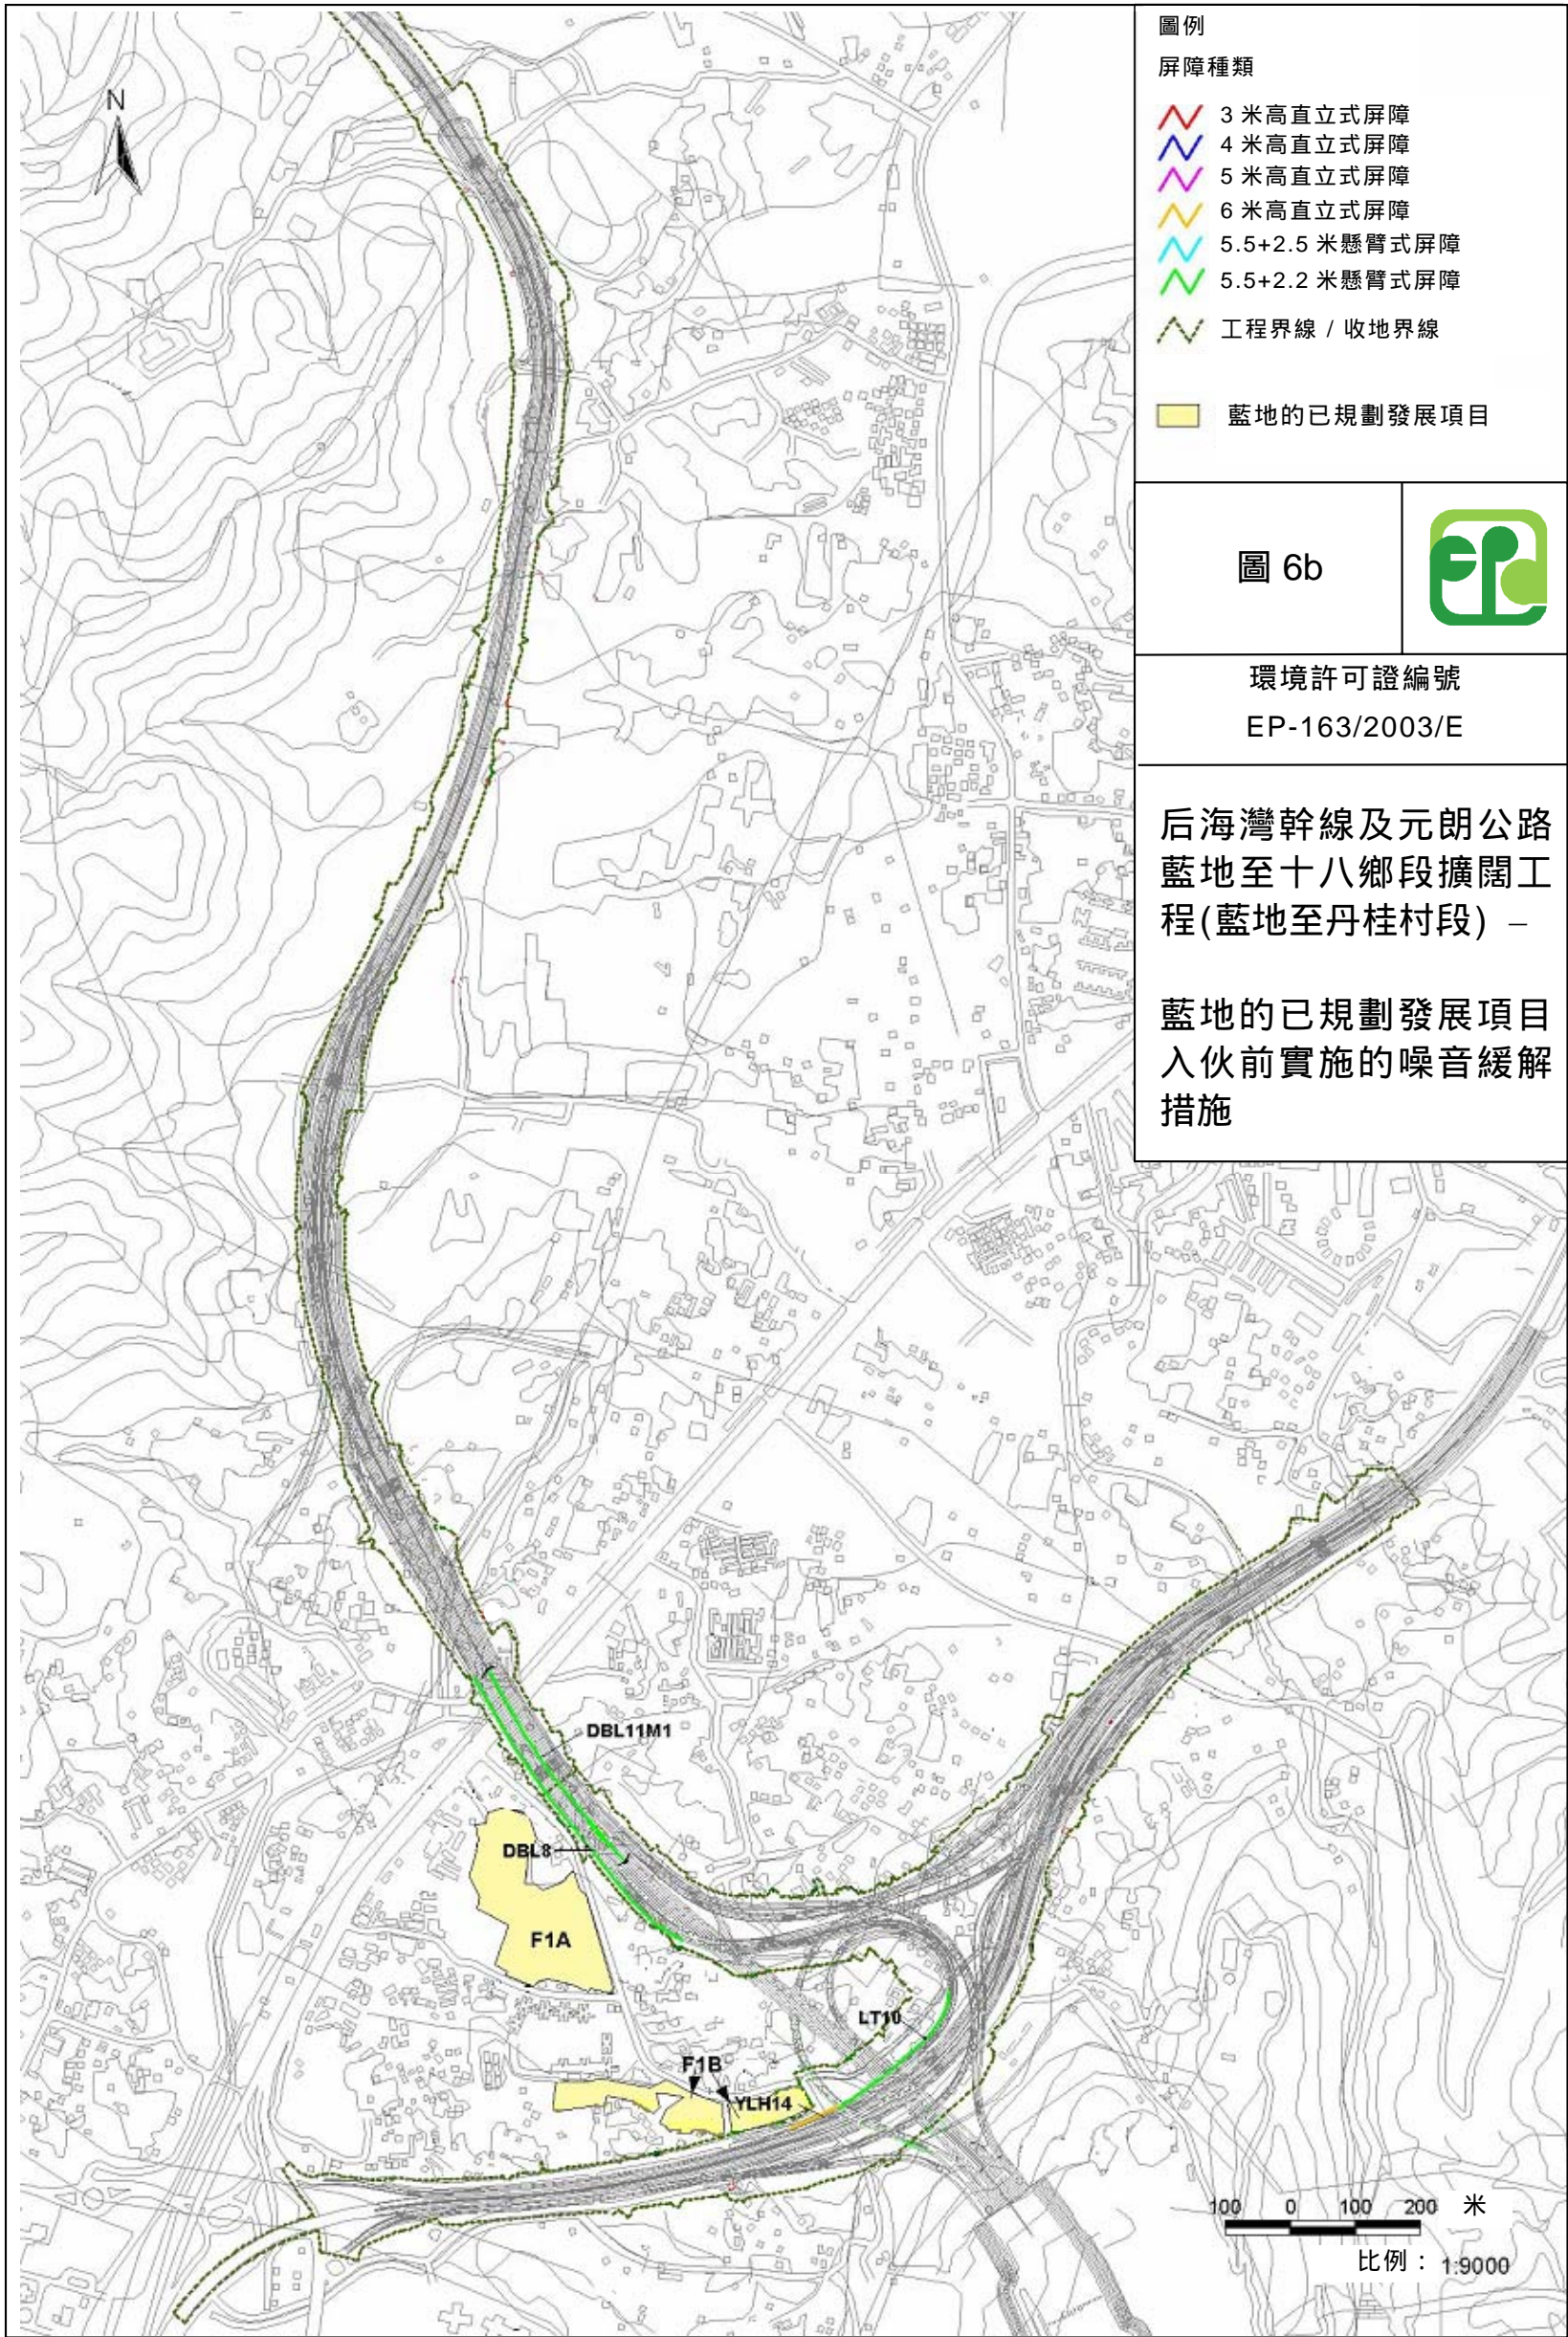 N
圖例
屏障種類
3 米高直立式屏障
4 米高直立式屏障
5 米高直立式屏障
6 米高直立式屏障
5.5+2.5 米懸臂式屏障
5.5+2.2 米懸臂式屏障
工程界線 / 收地界線
藍地的已規劃發展項目
圖 6b
環境許可證編號
EP-163/2003/E
后海灣幹線及元朗公路
藍地至十八鄉段擴闊工
程(藍地至丹桂村段) –
藍地的已規劃發展項目
入伙前實施的噪音緩解
措施
DBL11M1
DBL8
F1A
LT10
F1B
YLH14
100 0 100 200 米
比例： 1:9000